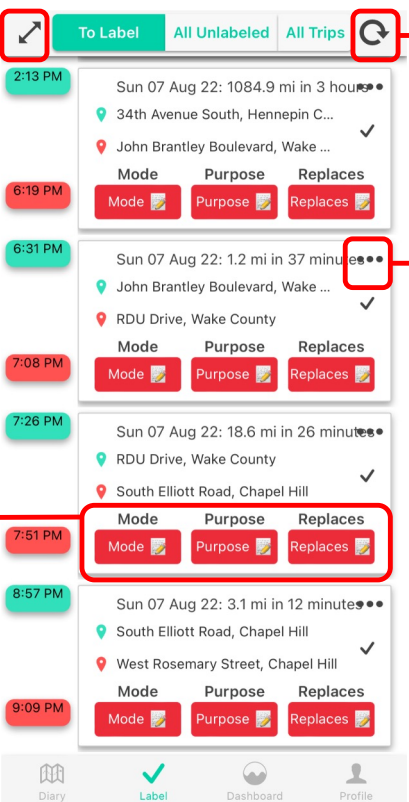 To Label All Unlabeled All Trips
2:13 PM
Sun 07 Aug 22: 1084.9 mi in 3 hours
34th Avenue South, Hennepin C...
John Brantley Boulevard, Wake ...
Mode Purpose Replaces
6:19 PM
Mode Purpose Replaces
6:31 PM
Sun 07 Aug 22: 1.2 mi in 37 minutes
John Brantley Boulevard, Wake ...
RDU Drive, Wake County
Mode Purpose Replaces
7:08 PM
Mode Purpose Replaces
7:26 PM
Sun 07 Aug 22: 18.6 mi in 26 minutes
RDU Drive, Wake County
South Elliott Road, Chapel Hill
Mode Purpose Replaces
7:51 PM
Mode Purpose Replaces
8:57 PM
Sun 07 Aug 22: 3.1 mi in 12 minutes
South Elliott Road, Chapel Hill
West Rosemary Street, Chapel Hill
Mode Purpose Replaces
9:09 PM
Mode Purpose Replaces
Diary Label Dashboard Profile